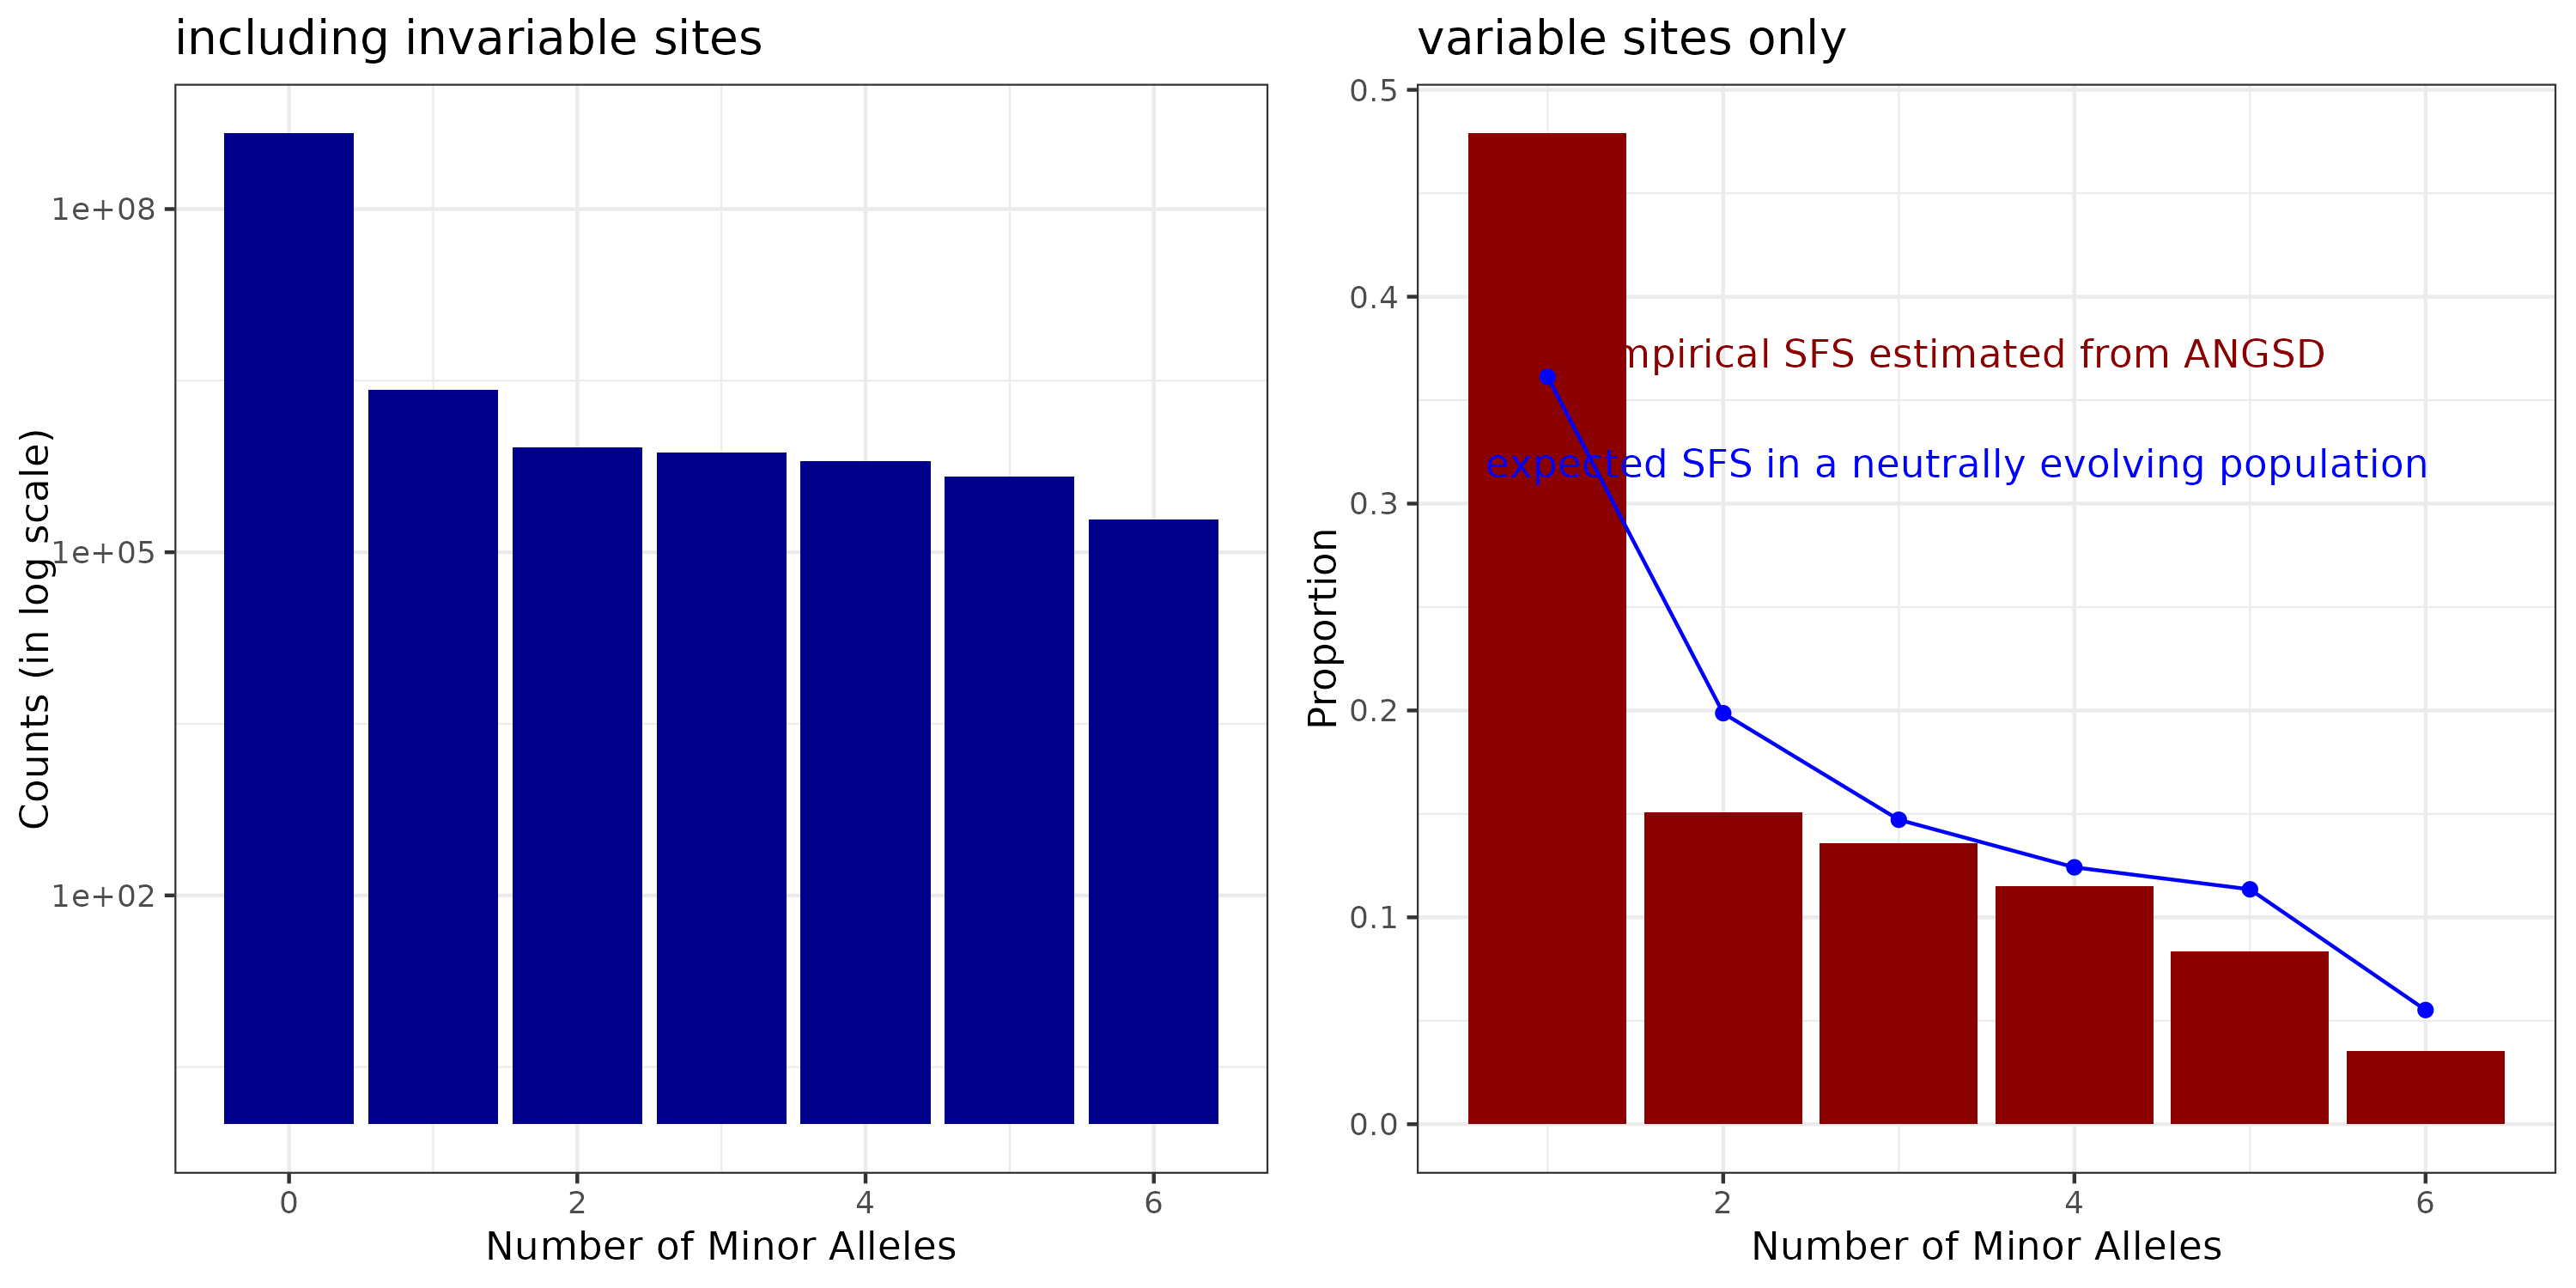 including invariable sites
Counts (in log scale)
1e+08
1e+05
1e+02
0 2 4 6
Number of Minor Alleles
variable sites only
Proportion
0.5
0.4
0.3
0.2
0.1
0.0
mpirical SFS estimated from ANGSD
expected SFS in a neutrally evolving population
2 4 6
Number of Minor Alleles